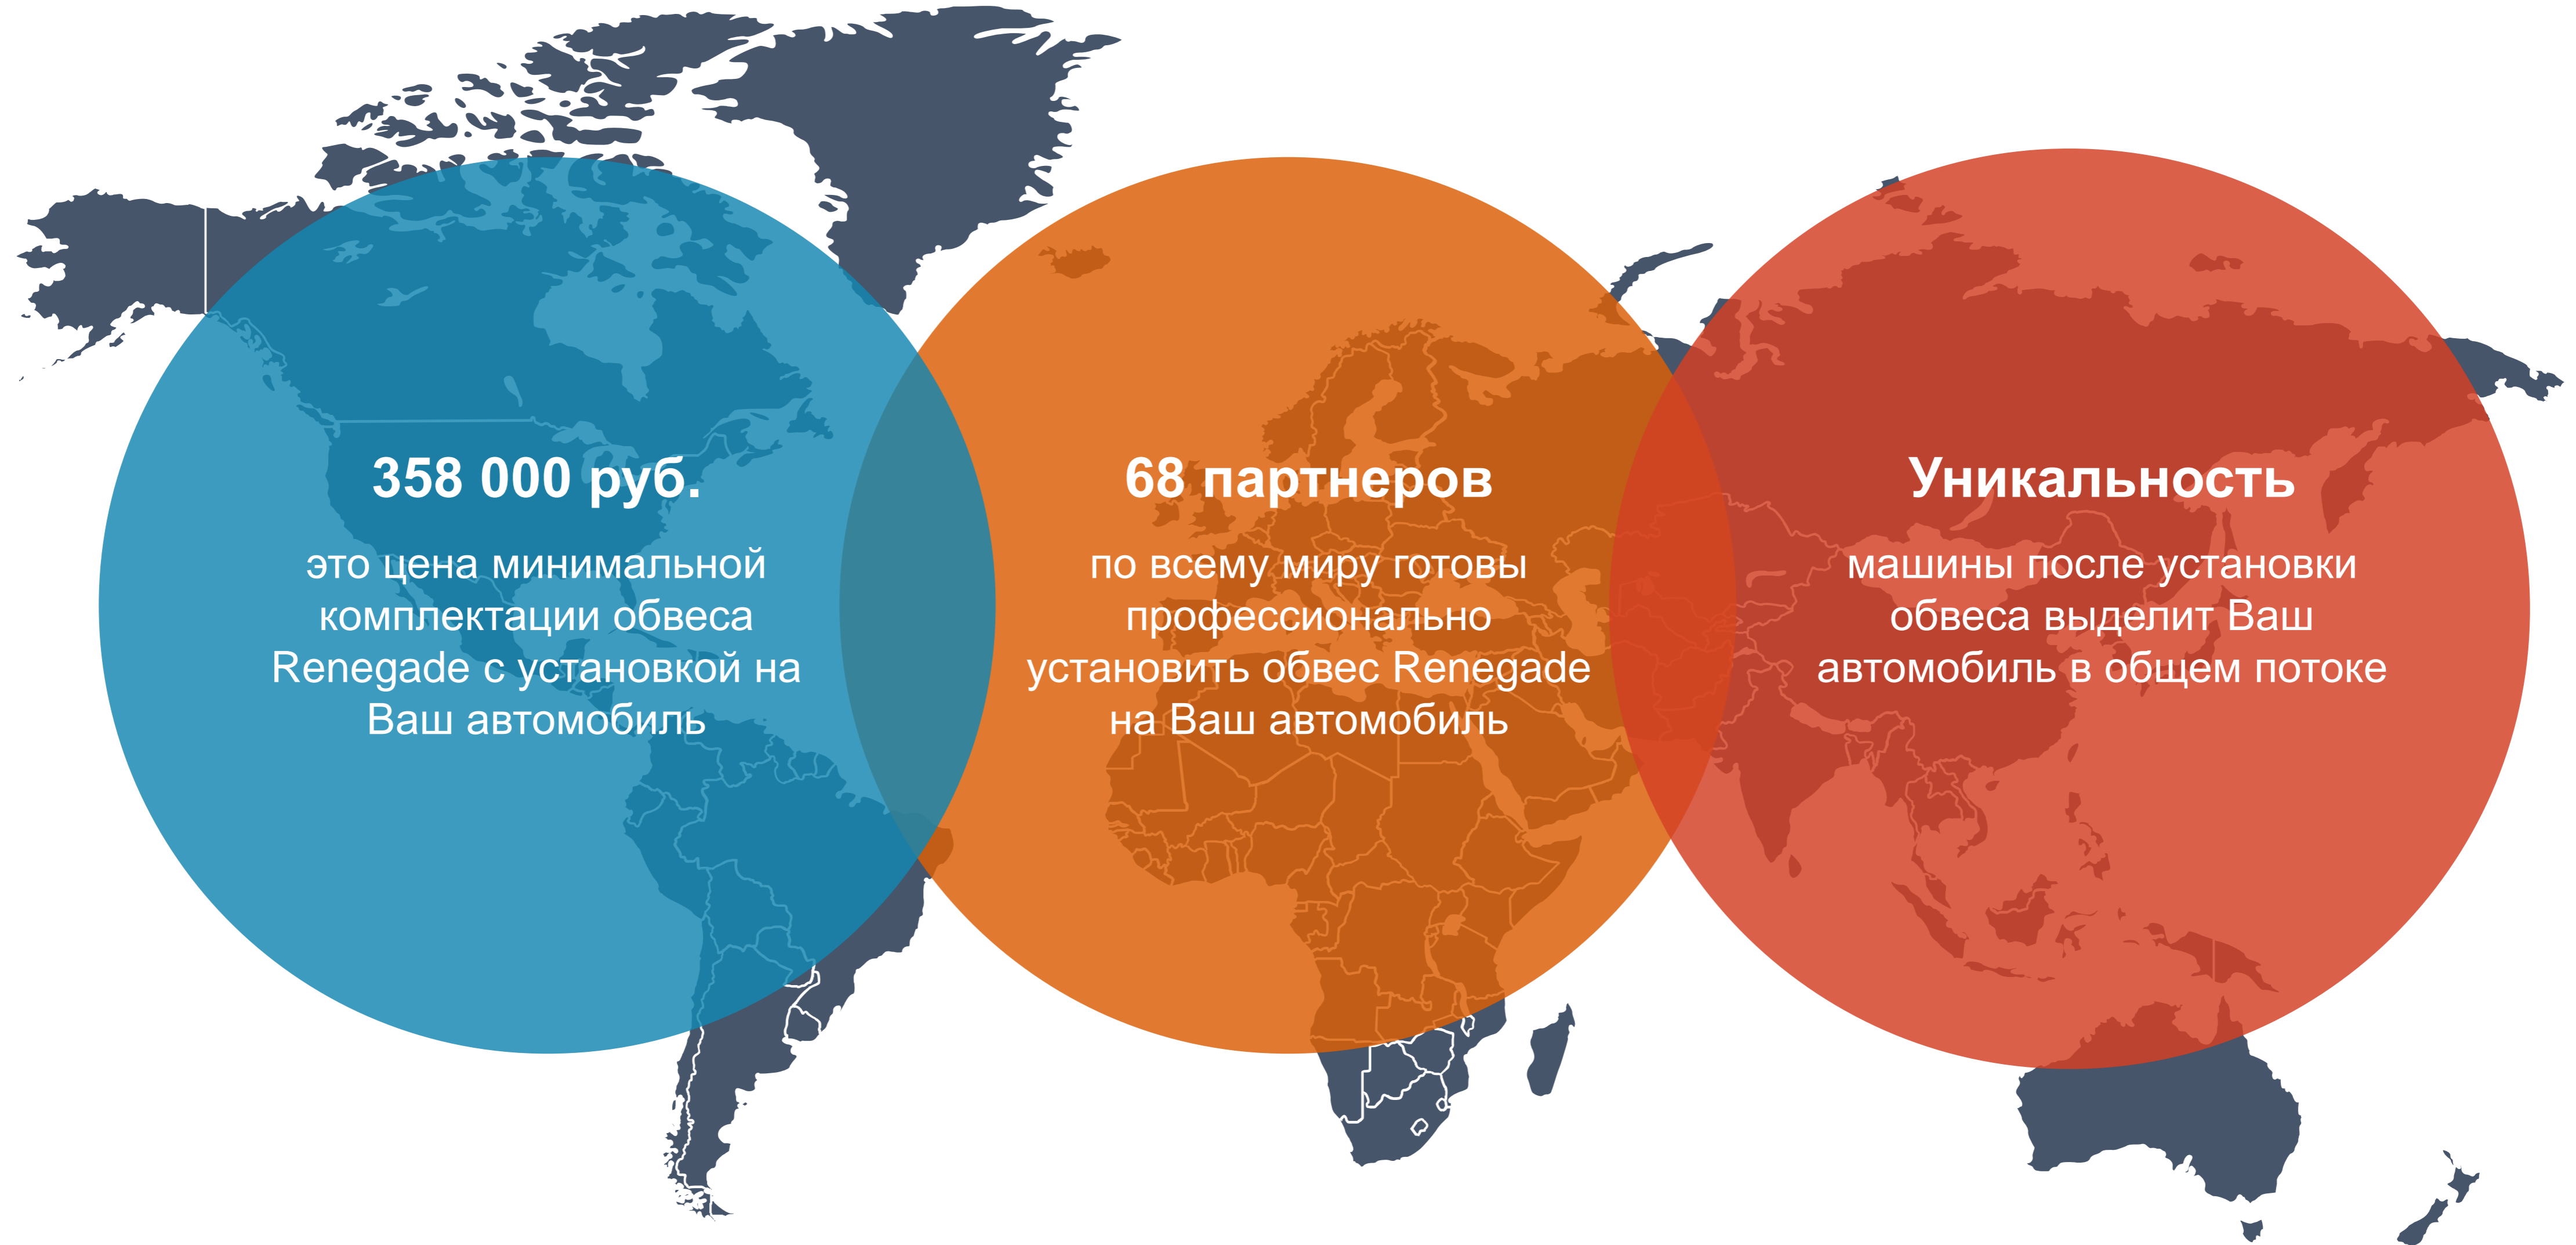 358 000 руб.
это цена минимальной
комплектации обвеса
Renegade с установкой на
Ваш автомобиль
68 партнеров
по всему миру готовы
профессионально
установить обвес Renegade
на Ваш автомобиль
Уникальность
машины после установки
обвеса выделит Ваш
автомобиль в общем потоке